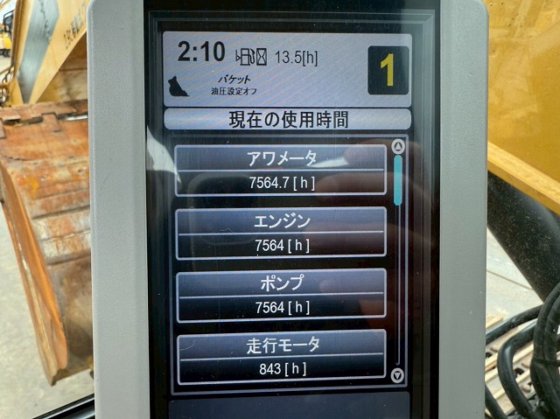 2:10 13.5[h]
1
バケット
油圧設定オフ
現在の使用時間
アワメータ
7564.7 [ h ]
エンジン
7564 [ h ]
ポンプ
7564 [ h ]
走行モータ
843 [ h ]